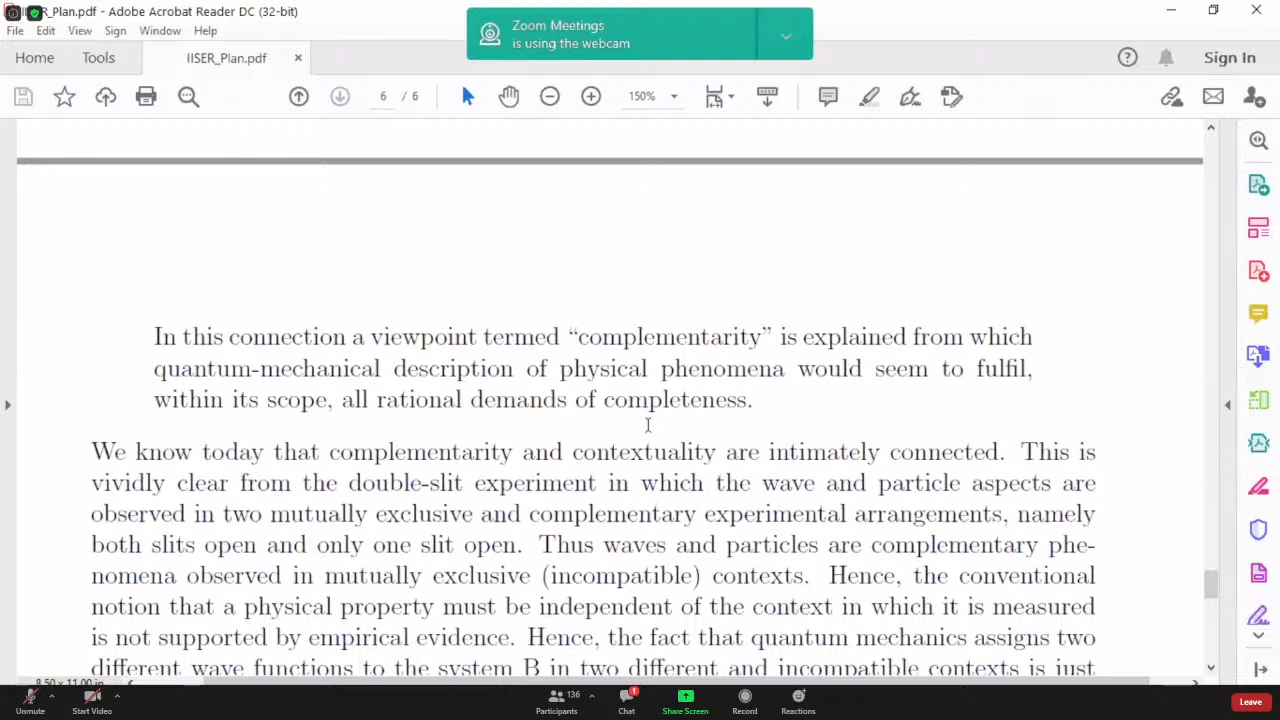 IISER_Plan.pdf - Adobe Acrobat Reader DC (32-bit)
Zoom Meetings
is using the webcam
File Edit View Sign Window Help
Home Tools IISER_Plan.pdf × Sign In
6 / 6 150%
In this connection a viewpoint termed “complementarity” is explained from which
quantum-mechanical description of physical phenomena would seem to fulfil,
within its scope, all rational demands of completeness.
We know today that complementarity and contextuality are intimately connected. This is
vividly clear from the double-slit experiment in which the wave and particle aspects are
observed in two mutually exclusive and complementary experimental arrangements, namely
both slits open and only one slit open. Thus waves and particles are complementary phe-
nomena observed in mutually exclusive (incompatible) contexts. Hence, the conventional
notion that a physical property must be independent of the context in which it is measured
is not supported by empirical evidence. Hence, the fact that quantum mechanics assigns two
different wave functions to the system B in two different and incompatible contexts is just
8.50 x 11.00 in
Unmute Start Video Participants 136 Chat 1 Share Screen Record Reactions Leave